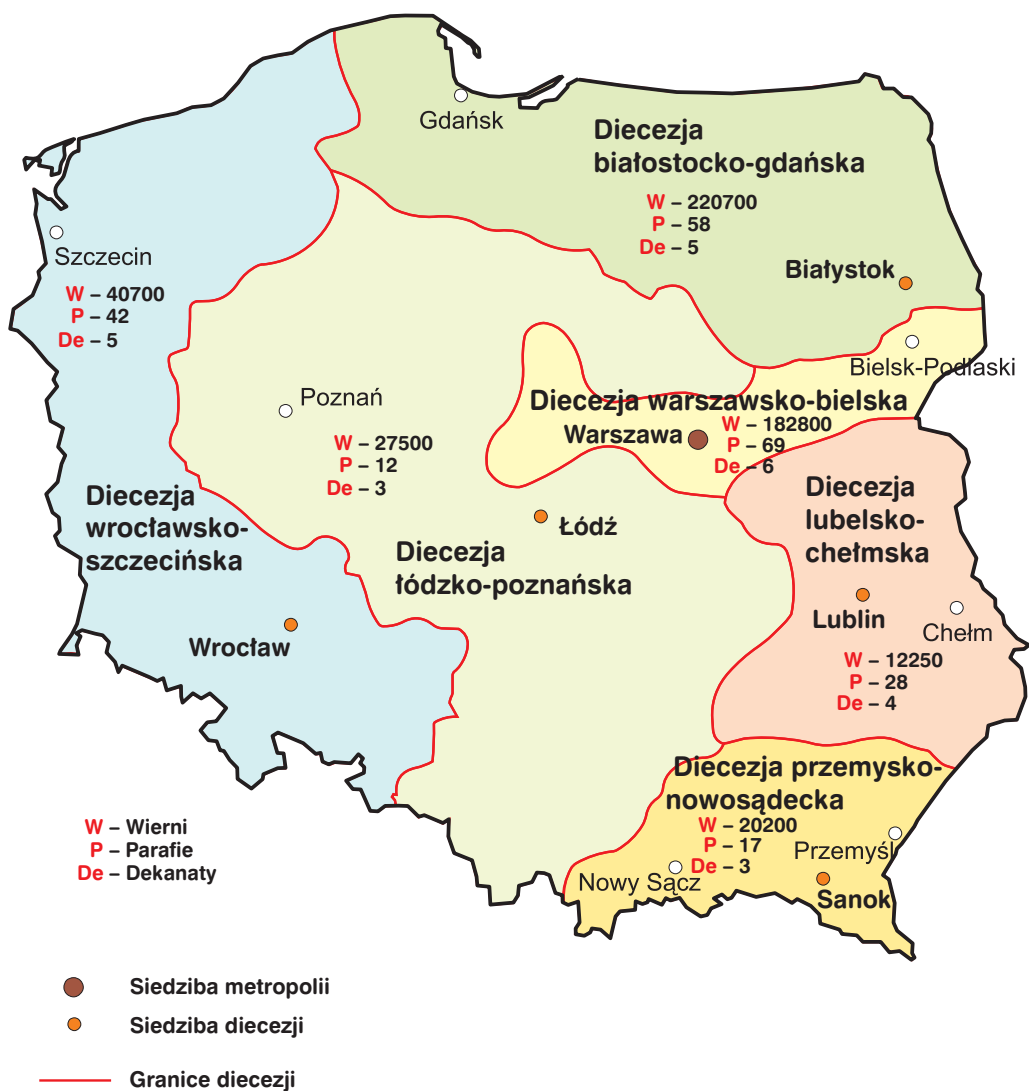 Gdańsk
Diecezja
białostocko-gdańska
W – 220700
P – 58
De – 5
Białystok
Szczecin
W – 40700
P – 42
De – 5
Bielsk-Podlaski
Poznań
W – 27500
P – 12
De – 3
Diecezja warszawsko-bielska
Warszawa
W – 182800
P – 69
De – 6
Diecezja
wrocławsko-
szczecińska
Wrocław
Łódź
Diecezja
łódzko-poznańska
Diecezja
lubelsko-
chełmska
Lublin
Chełm
W – 12250
P – 28
De – 4
Diecezja przemysko-
nowosądecka
W – 20200
P – 17
De – 3
Przemyśl
Nowy Sącz
Sanok
W – Wierni
P – Parafie
De – Dekanaty
Siedziba metropolii
Siedziba diecezji
Granice diecezji